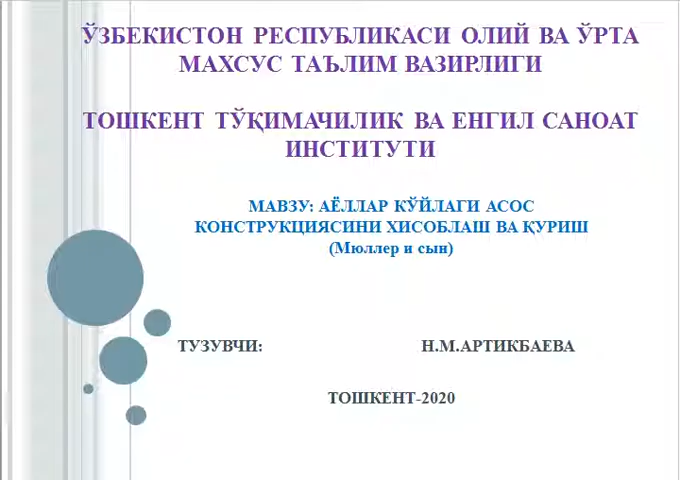 ЎЗБЕКИСТОН РЕСПУБЛИКАСИ ОЛИЙ ВА ЎРТА
МАХСУС ТАЪЛИМ ВАЗИРЛИГИ
ТОШКЕНТ ТЎҚИМАЧИЛИК ВА ЕНГИЛ САНОАТ
ИНСТИТУТИ
МАВЗУ: АЁЛЛАР КЎЙЛАГИ АСОС
КОНСТРУКЦИЯСИНИ ХИСОБЛАШ ВА ҚУРИШ
(Мюллер и сын)
ТУЗУВЧИ: Н.М.АРТИКБАЕВА
ТОШКЕНТ-2020